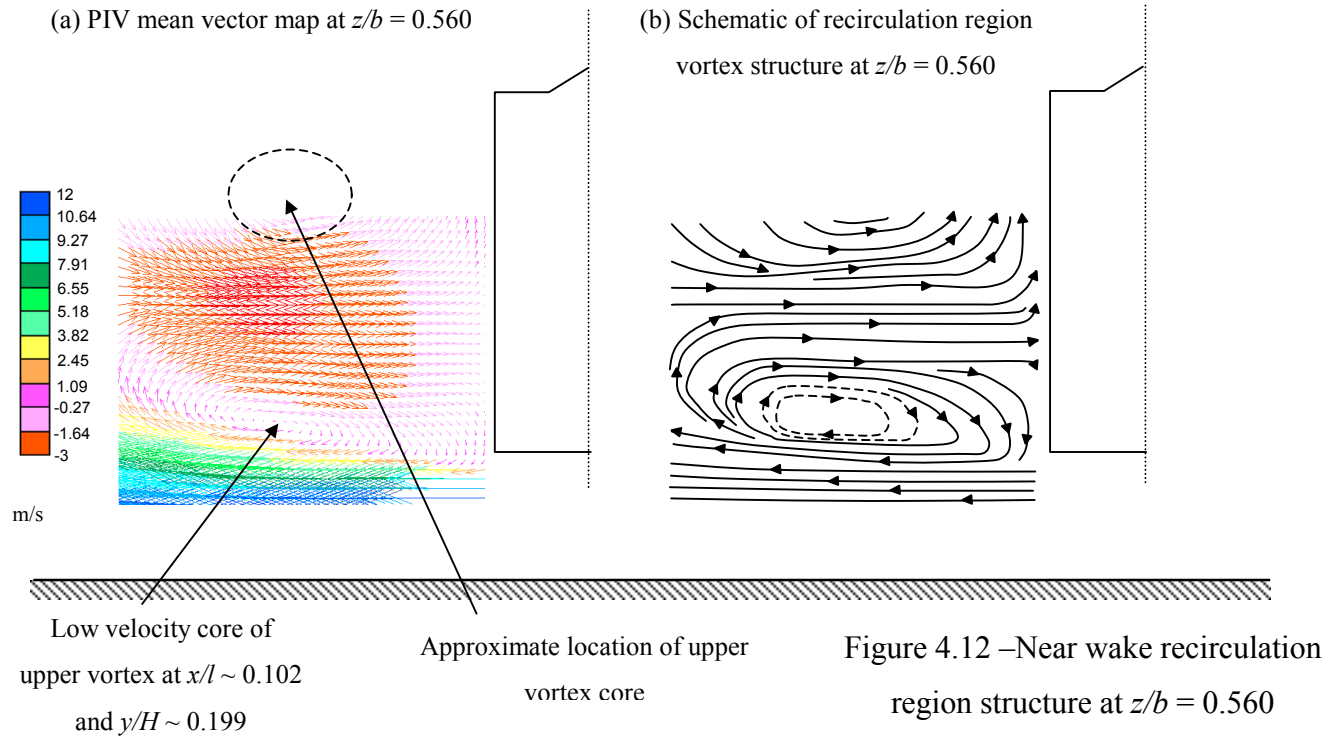 (a) PIV mean vector map at z/b = 0.560
(b) Schematic of recirculation region
vortex structure at z/b = 0.560
12
10.64
9.27
7.91
6.55
5.18
3.82
2.45
1.09
-0.27
-1.64
-3
m/s
Low velocity core of
upper vortex at x/l ~ 0.102
and y/H ~ 0.199
Approximate location of upper
vortex core
Figure 4.12 –Near wake recirculation
region structure at z/b = 0.560